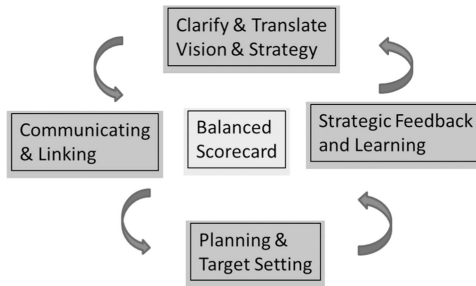 Clarify & Translate
Vision & Strategy
Communicating
& Linking
Balanced
Scorecard
Strategic Feedback
and Learning
Planning &
Target Setting